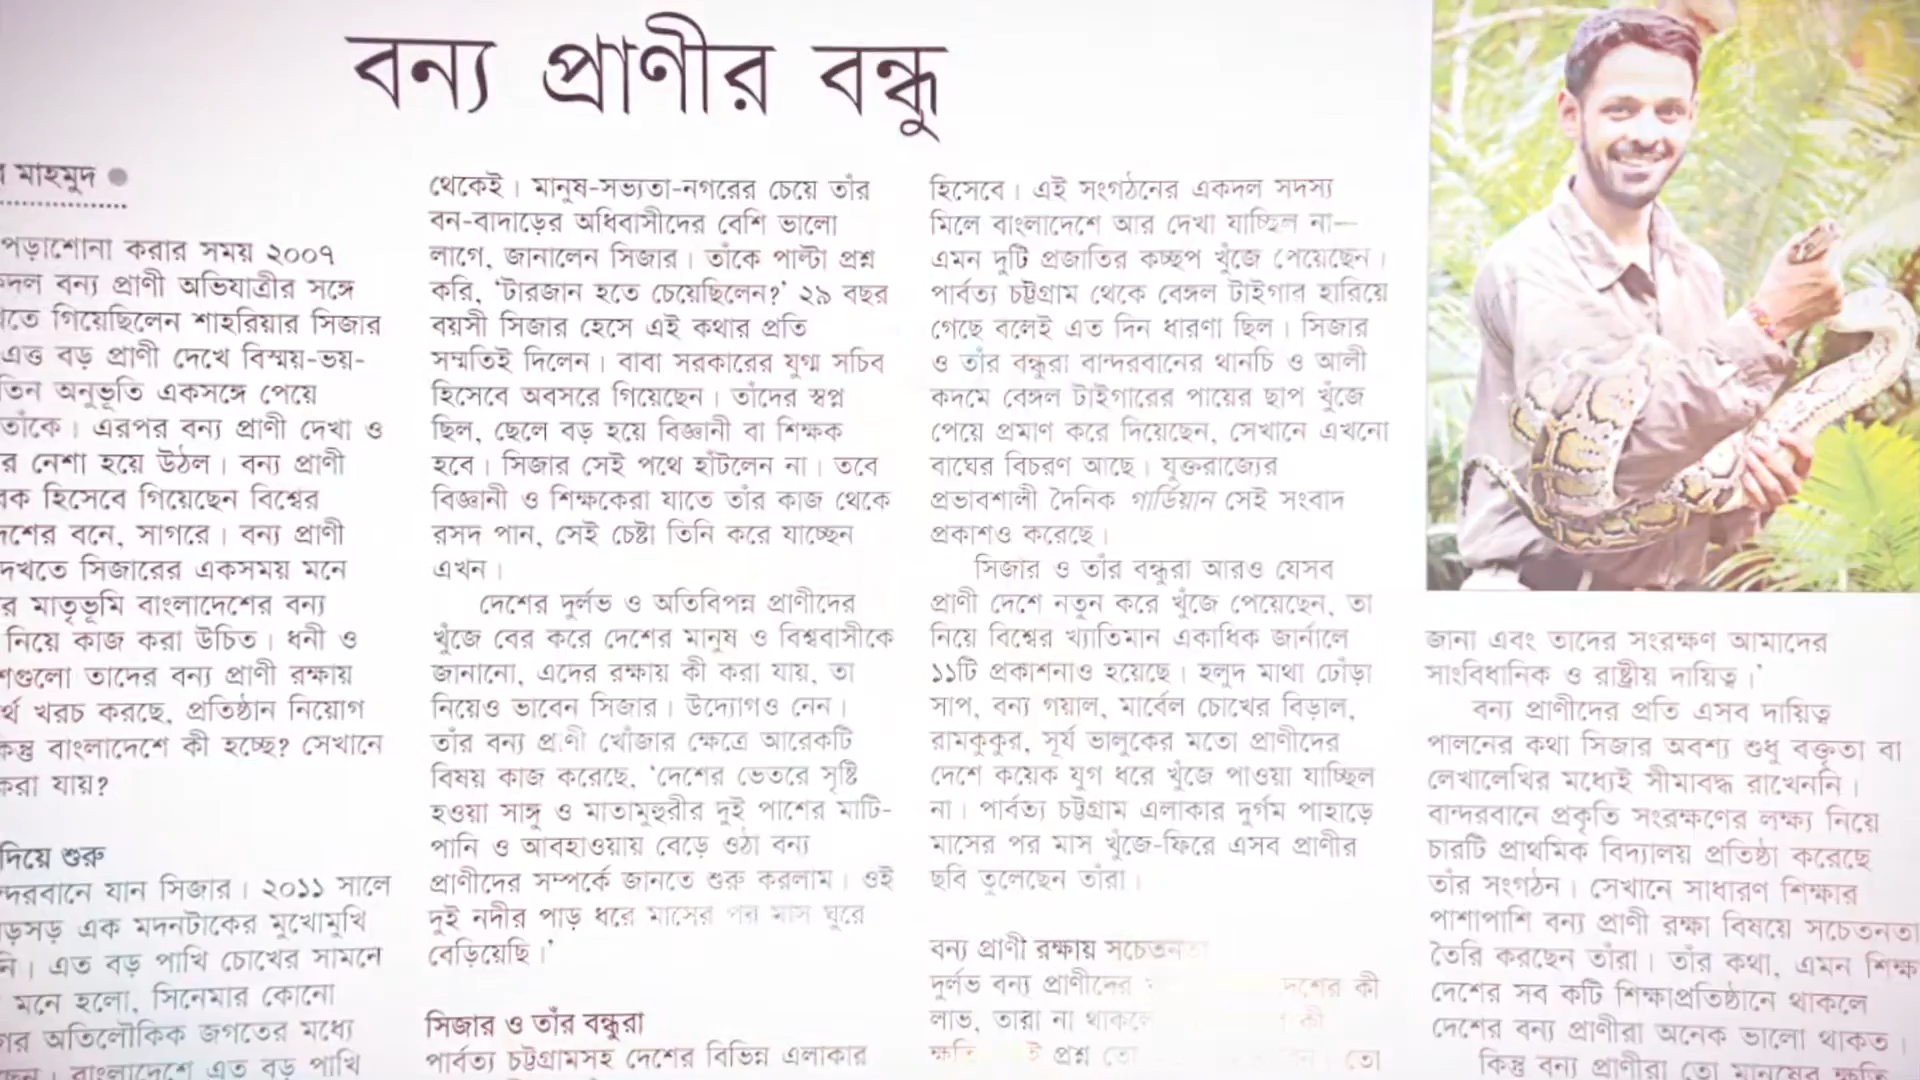 বন্য প্রাণীর বন্ধু
মাহমুদ
পড়াশোনা করার সময় ২০০৭
বন্য প্রাণী অভিযাত্রীর সঙ্গে
গিয়েছিলেন শাহরিয়ার সিজার
এত বড় প্রাণী দেখে বিস্ময়-ভয়-
তিন অনুভূতি একসঙ্গে পেয়ে
তাঁকে। এরপর বন্য প্রাণী দেখা ও
র নেশা হয়ে উঠল। বন্য প্রাণী
হিসেবে গিয়েছেন বিশ্বের
বনে, সাগরে। বন্য প্রাণী
দেখতে সিজারের একসময় মনে
র মাতৃভূমি বাংলাদেশের বন্য
নিয়ে কাজ করা উচিত। ধনী ও
তাদের বন্য প্রাণী রক্ষায়
খরচ করছে, প্রতিষ্ঠান নিয়োগ
কিন্তু বাংলাদেশে কী হচ্ছে? সেখানে
করা যায়?
দিয়ে শুরু
যান সিজার। ২০১১ সালে
এক মদনটাকের মুখোমুখি
এত বড় পাখি চোখের সামনে
মনে হলো, সিনেমার কোনো
অতিলৌকিক জগতের মধ্যে
বাংলাদেশে এত বড় পাখি
থেকেই। মানুষ-সভ্যতা-নগরের চেয়ে তাঁর
বন-বাদাড়ের অধিবাসীদের বেশি ভালো
লাগে, জানালেন সিজার। তাঁকে পাল্টা প্রশ্ন
করি, ‘টারজান হতে চেয়েছিলেন?’ ২৯ বছর
বয়সী সিজার হেসে এই কথার প্রতি
সম্মতিই দিলেন। বাবা সরকারের যুগ্ম সচিব
হিসেবে অবসরে গিয়েছেন। তাঁদের স্বপ্ন
ছিল, ছেলে বড় হয়ে বিজ্ঞানী বা শিক্ষক
হবে। সিজার সেই পথে হাঁটলেন না। তবে
বিজ্ঞানী ও শিক্ষকেরা যাতে তাঁর কাজ থেকে
রসদ পান, সেই চেষ্টা তিনি করে যাচ্ছেন
এখন।
দেশের দুর্লভ ও অতিবিপন্ন প্রাণীদের
খুঁজে বের করে দেশের মানুষ ও বিশ্ববাসীকে
জানানো, এদের রক্ষায় কী করা যায়, তা
নিয়েও ভাবেন সিজার। উদ্যোগও নেন।
তাঁর বন্য প্রাণী খোঁজার ক্ষেত্রে আরেকটি
বিষয় কাজ করেছে, ‘দেশের ভেতরে সৃষ্টি
হওয়া সাঙ্গু ও মাতামুহুরীর দুই পাশের মাটি-
পানি ও আবহাওয়ায় বেড়ে ওঠা বন্য
প্রাণীদের সম্পর্কে জানতে শুরু করলাম। ওই
দুই নদীর পাড় ধরে মাসের পর মাস ঘুরে
বেড়িয়েছি।’
সিজার ও তাঁর বন্ধুরা
পার্বত্য চট্টগ্রামসহ দেশের বিভিন্ন এলাকার
হিসেবে। এই সংগঠনের একদল সদস্য
মিলে বাংলাদেশে আর দেখা যাচ্ছিল না—
এমন দুটি প্রজাতির কচ্ছপ খুঁজে পেয়েছেন।
পার্বত্য চট্টগ্রাম থেকে বেঙ্গল টাইগার হারিয়ে
গেছে বলেই এত দিন ধারণা ছিল। সিজার
ও তাঁর বন্ধুরা বান্দরবানের থানচি ও আলী
কদমে বেঙ্গল টাইগারের পায়ের ছাপ খুঁজে
পেয়ে প্রমাণ করে দিয়েছেন, সেখানে এখনো
বাঘের বিচরণ আছে। যুক্তরাজ্যের
প্রভাবশালী দৈনিক গার্ডিয়ান সেই সংবাদ
প্রকাশও করেছে।
সিজার ও তাঁর বন্ধুরা আরও যেসব
প্রাণী দেশে নতুন করে খুঁজে পেয়েছেন, তা
নিয়ে বিশ্বের খ্যাতিমান একাধিক জার্নালে
১১টি প্রকাশনাও হয়েছে। হলুদ মাথা ঢোঁড়া
সাপ, বন্য গয়াল, মার্বেল চোখের বিড়াল,
রামকুকুর, সূর্য ভালুকের মতো প্রাণীদের
দেশে কয়েক যুগ ধরে খুঁজে পাওয়া যাচ্ছিল
না। পার্বত্য চট্টগ্রাম এলাকার দুর্গম পাহাড়ে
মাসের পর মাস খুঁজে-ফিরে এসব প্রাণীর
ছবি তুলেছেন তাঁরা।
বন্য প্রাণী রক্ষায় সচেতনতা
দুর্লভ বন্য প্রাণীদের দেশের কী
লাভ, তারা না থাকলে কী
ক্ষতি প্রশ্ন তো তো
জানা এবং তাদের সংরক্ষণ আমাদের
সাংবিধানিক ও রাষ্ট্রীয় দায়িত্ব।’
বন্য প্রাণীদের প্রতি এসব দায়িত্ব
পালনের কথা সিজার অবশ্য শুধু বক্তৃতা বা
লেখালেখির মধ্যেই সীমাবদ্ধ রাখেননি।
বান্দরবানে প্রকৃতি সংরক্ষণের লক্ষ্য নিয়ে
চারটি প্রাথমিক বিদ্যালয় প্রতিষ্ঠা করেছে
তাঁর সংগঠন। সেখানে সাধারণ শিক্ষার
পাশাপাশি বন্য প্রাণী রক্ষা বিষয়ে সচেতনতা
তৈরি করছেন তাঁরা। তাঁর কথা, এমন শিক্ষ
দেশের সব কটি শিক্ষাপ্রতিষ্ঠানে থাকলে
দেশের বন্য প্রাণীরা অনেক ভালো থাকত।
কিন্তু বন্য প্রাণীরা তো মানুষের ক্ষতি